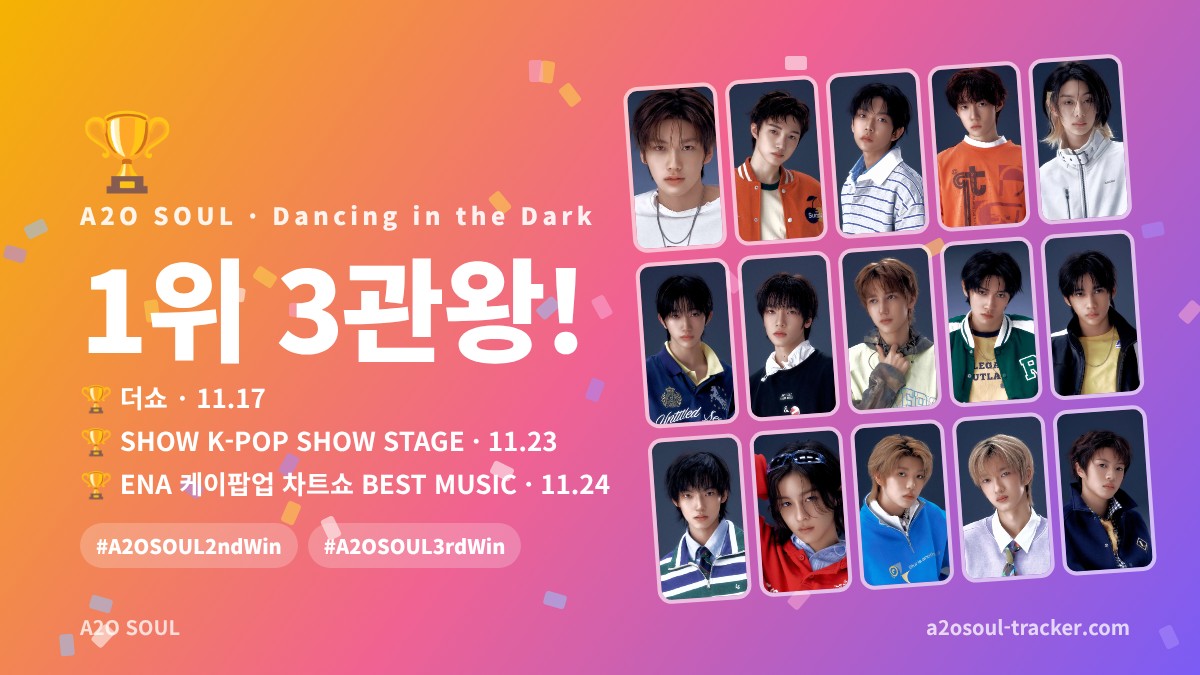 A2O SOUL · Dancing in the Dark
1위 3관왕!
더쇼 · 11.17
SHOW K-POP SHOW STAGE · 11.23
ENA 케이팝업 차트쇼 BEST MUSIC · 11.24
#A2OSOUL2ndWin #A2OSOUL3rdWin
A2O SOUL
a2osoul-tracker.com